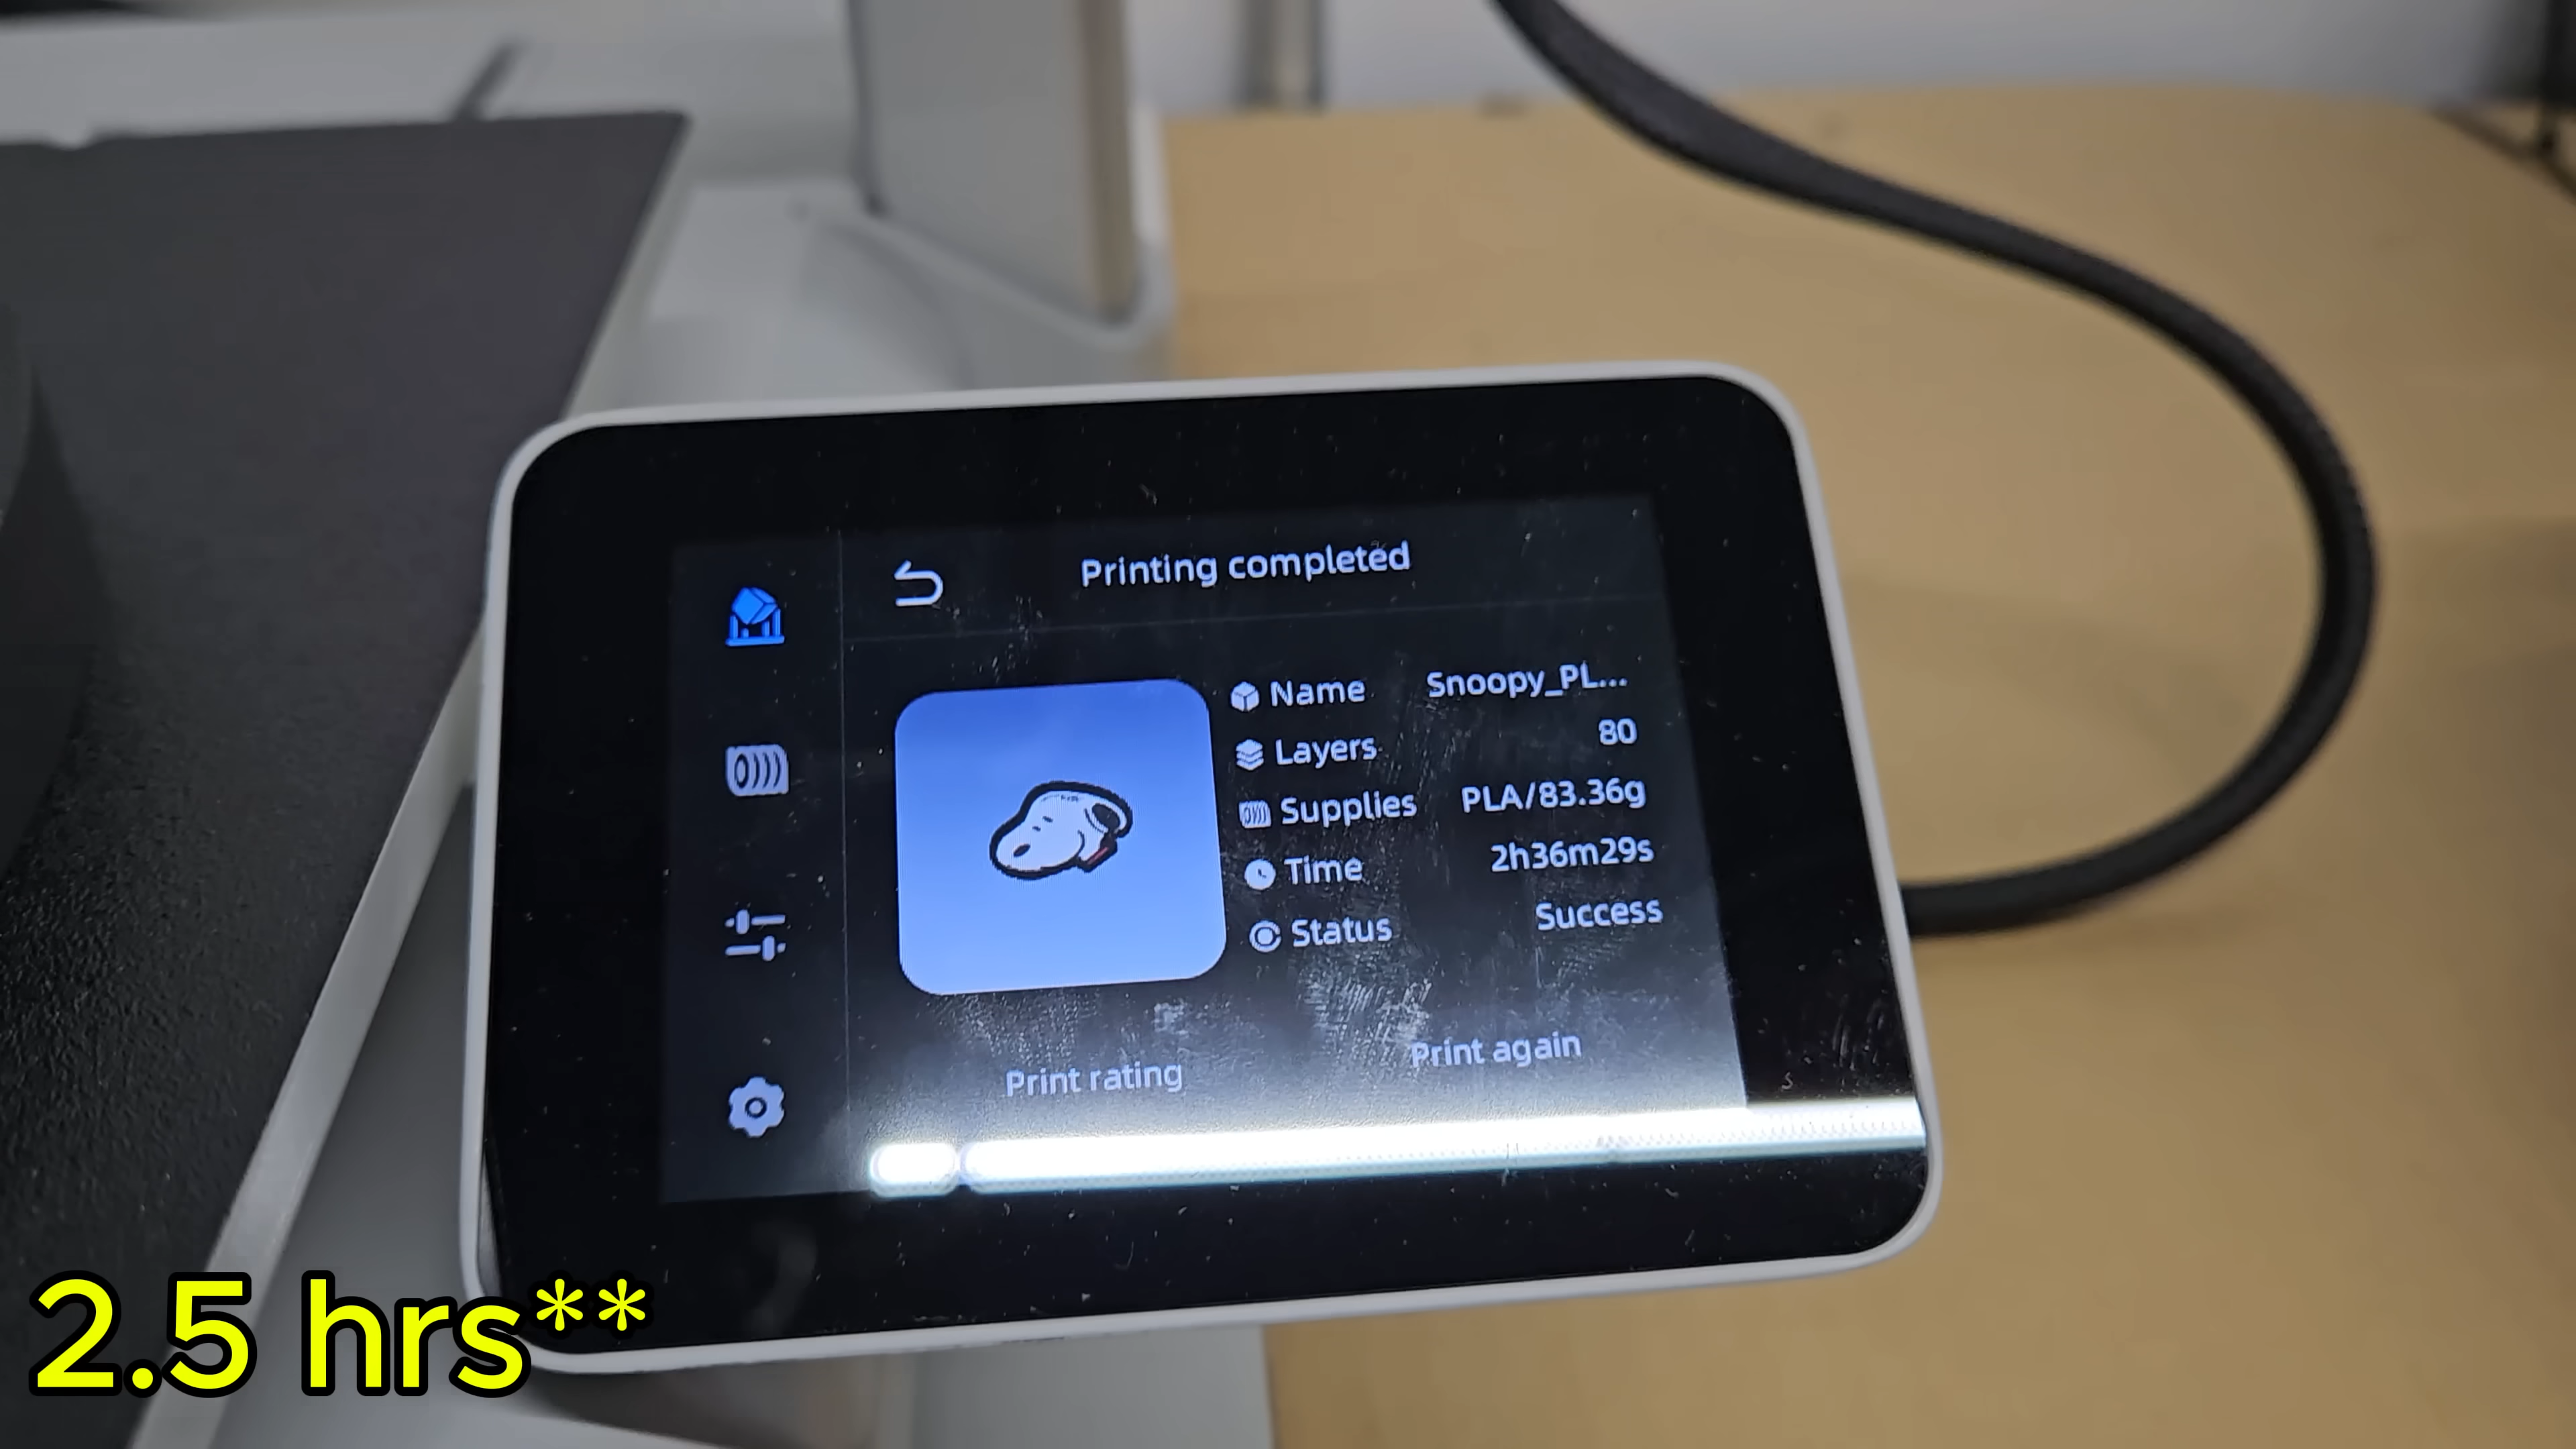 Printing completed
Name Snoopy_PL...
Layers 80
Supplies PLA/83.36g
Time 2h36m29s
Status Success
Print rating Print again
2.5 hrs**